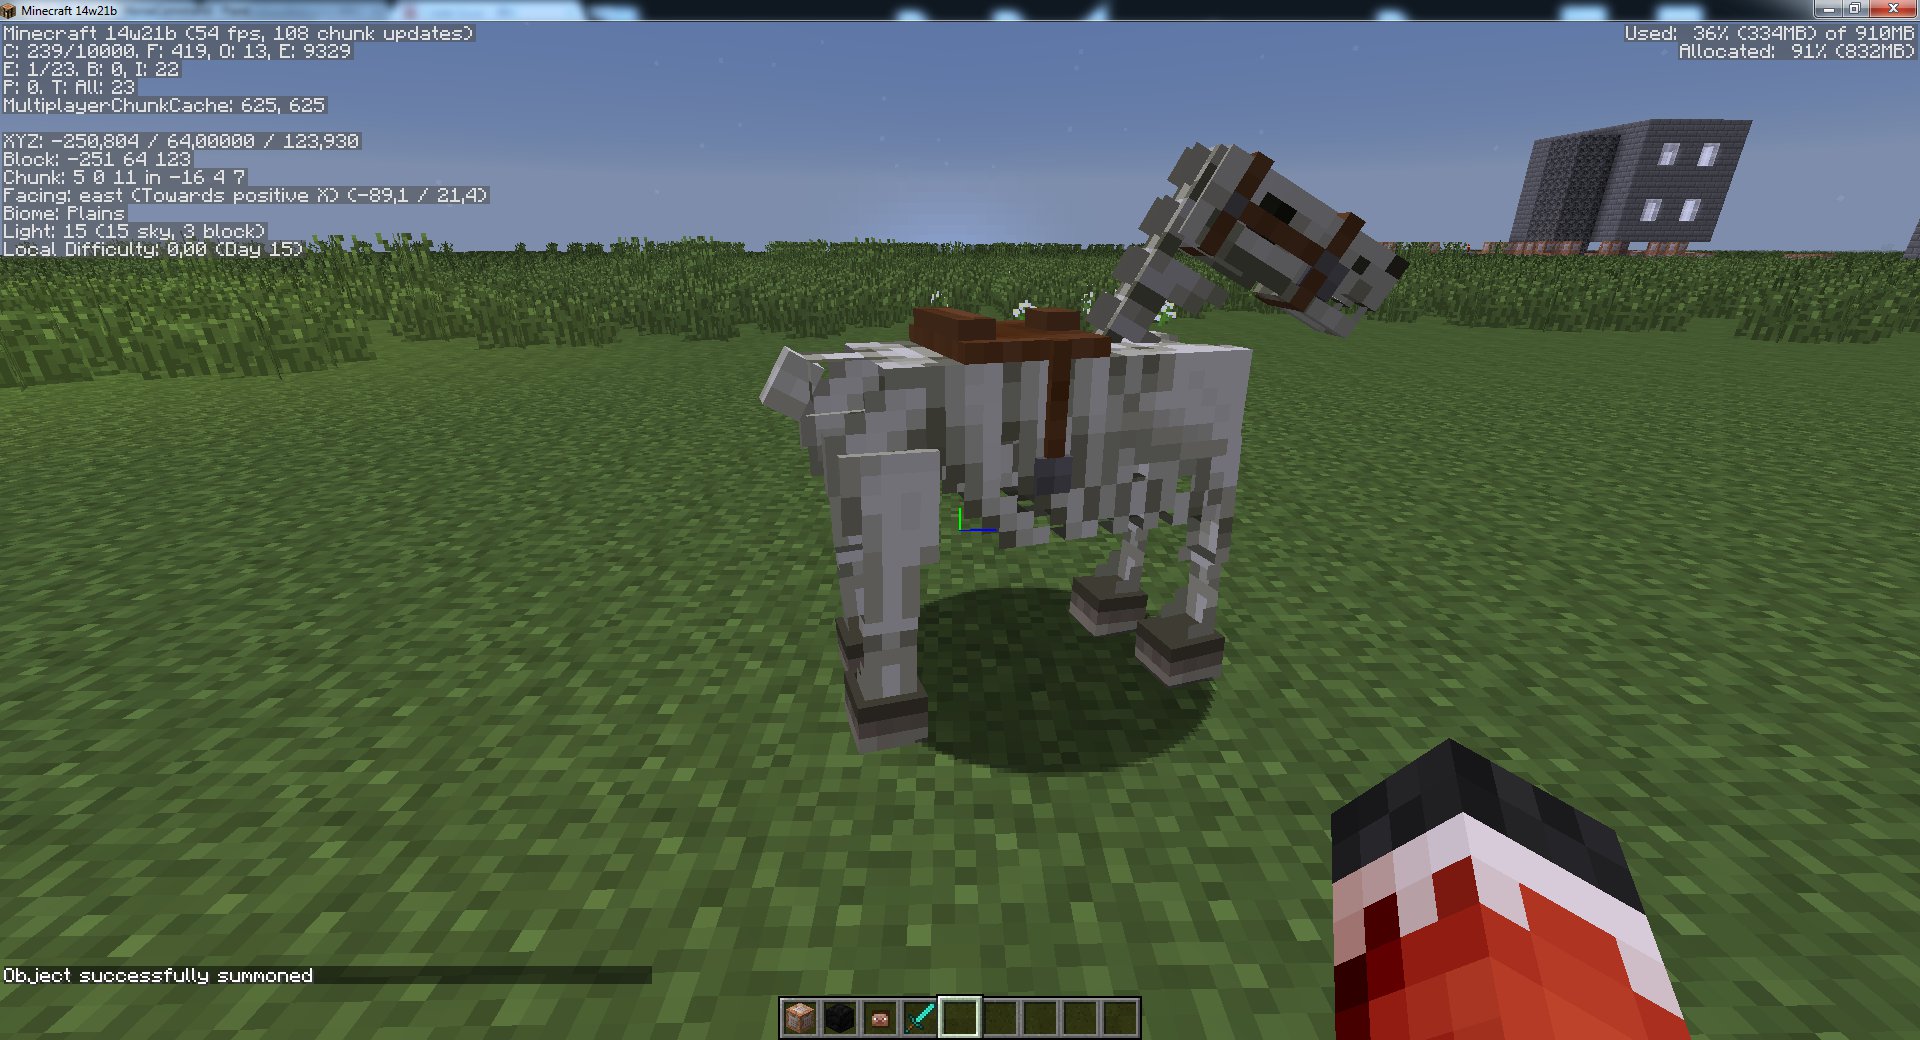 Minecraft 14w21b
Minecraft 14w21b (54 fps, 108 chunk updates)
C: 239/10000. F: 419, O: 13, E: 9329
E: 1/23. B: 0, I: 22
P: 0. T: All: 23
MultiplayerChunkCache: 625, 625
XYZ: -250,804 / 64,00000 / 123,930
Block: -251 64 123
Chunk: 5 0 11 in -16 4 7
Facing: east (Towards positive X) (-89,1 / 21,4)
Biome: Plains
Light: 15 (15 sky, 3 block)
Local Difficulty: 0,00 (Day 15)
Used: 36% (334MB) of 910MB
Allocated: 91% (832MB)
Object successfully summoned